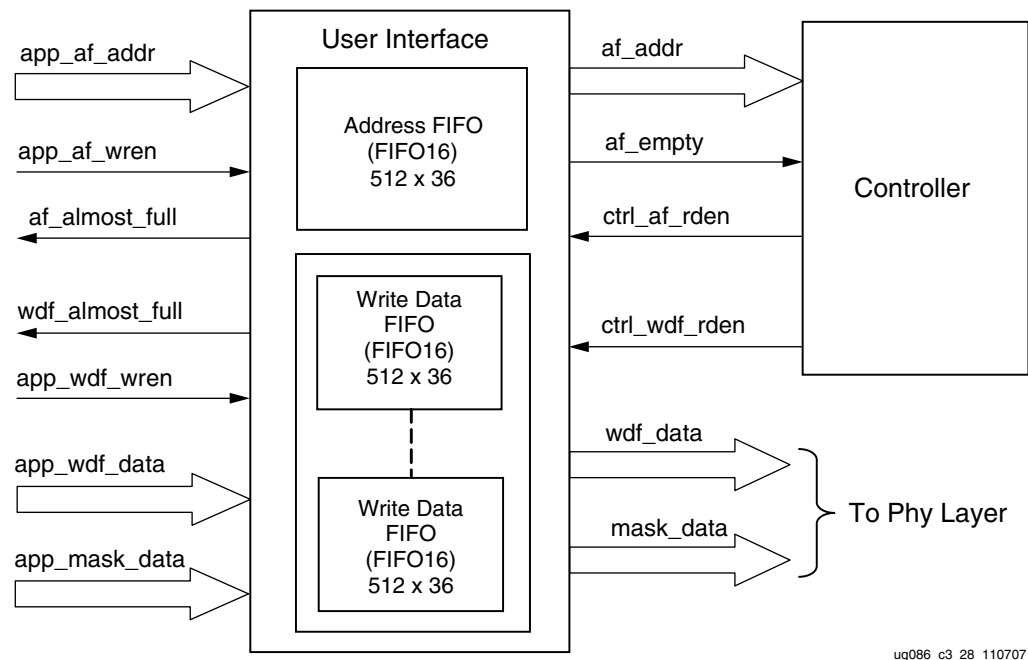 User Interface
app_af_addr
app_af_wren
af_almost_full
wdf_almost_full
app_wdf_wren
app_wdf_data
app_mask_data
Address FIFO
(FIFO16)
512 x 36
Write Data
FIFO
(FIFO16)
512 x 36
Write Data
FIFO
(FIFO16)
512 x 36
af_addr
af_empty
ctrl_af_rden
ctrl_wdf_rden
wdf_data
mask_data
Controller
To Phy Layer
ug086_c3_28_110707